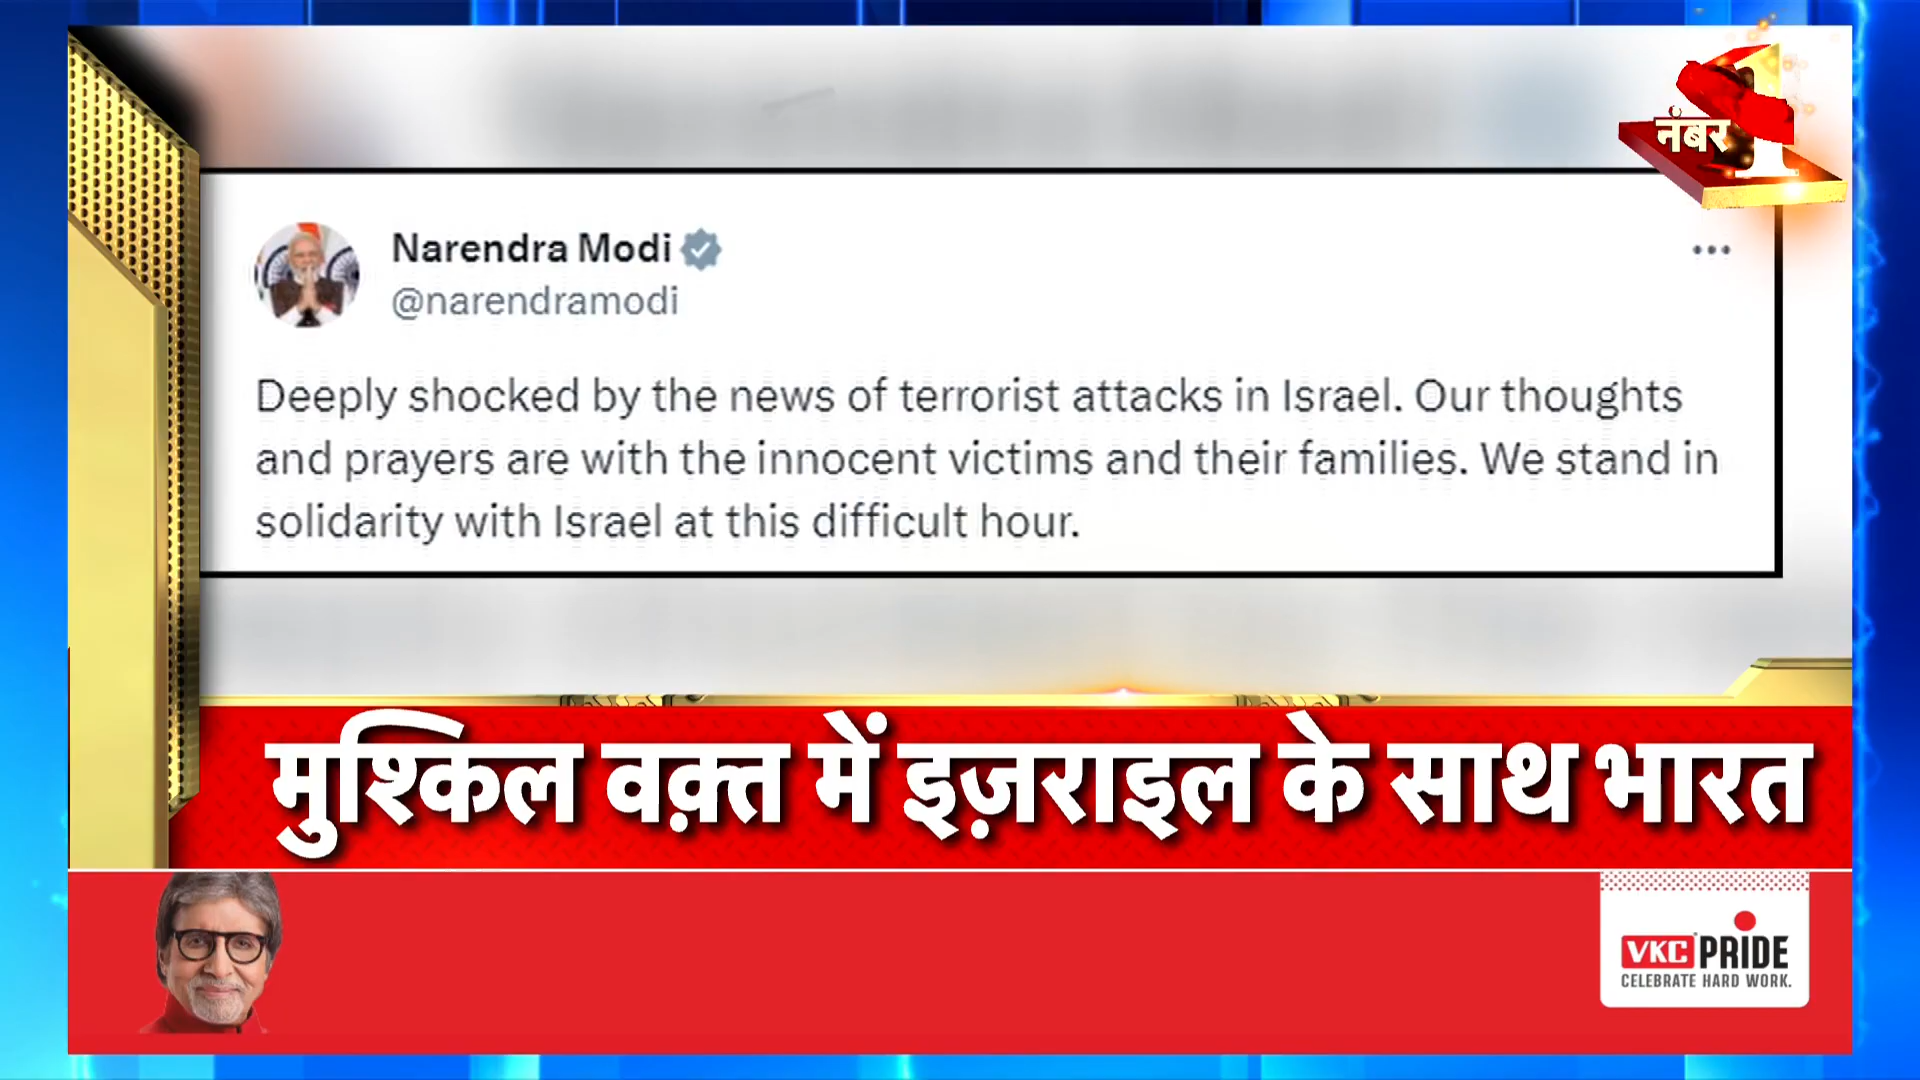 नंबर 1
Narendra Modi
@narendramodi
Deeply shocked by the news of terrorist attacks in Israel. Our thoughts
and prayers are with the innocent victims and their families. We stand in
solidarity with Israel at this difficult hour.
मुश्किल वक़्त में इज़राइल के साथ भारत
VKC PRIDE
CELEBRATE HARD WORK.